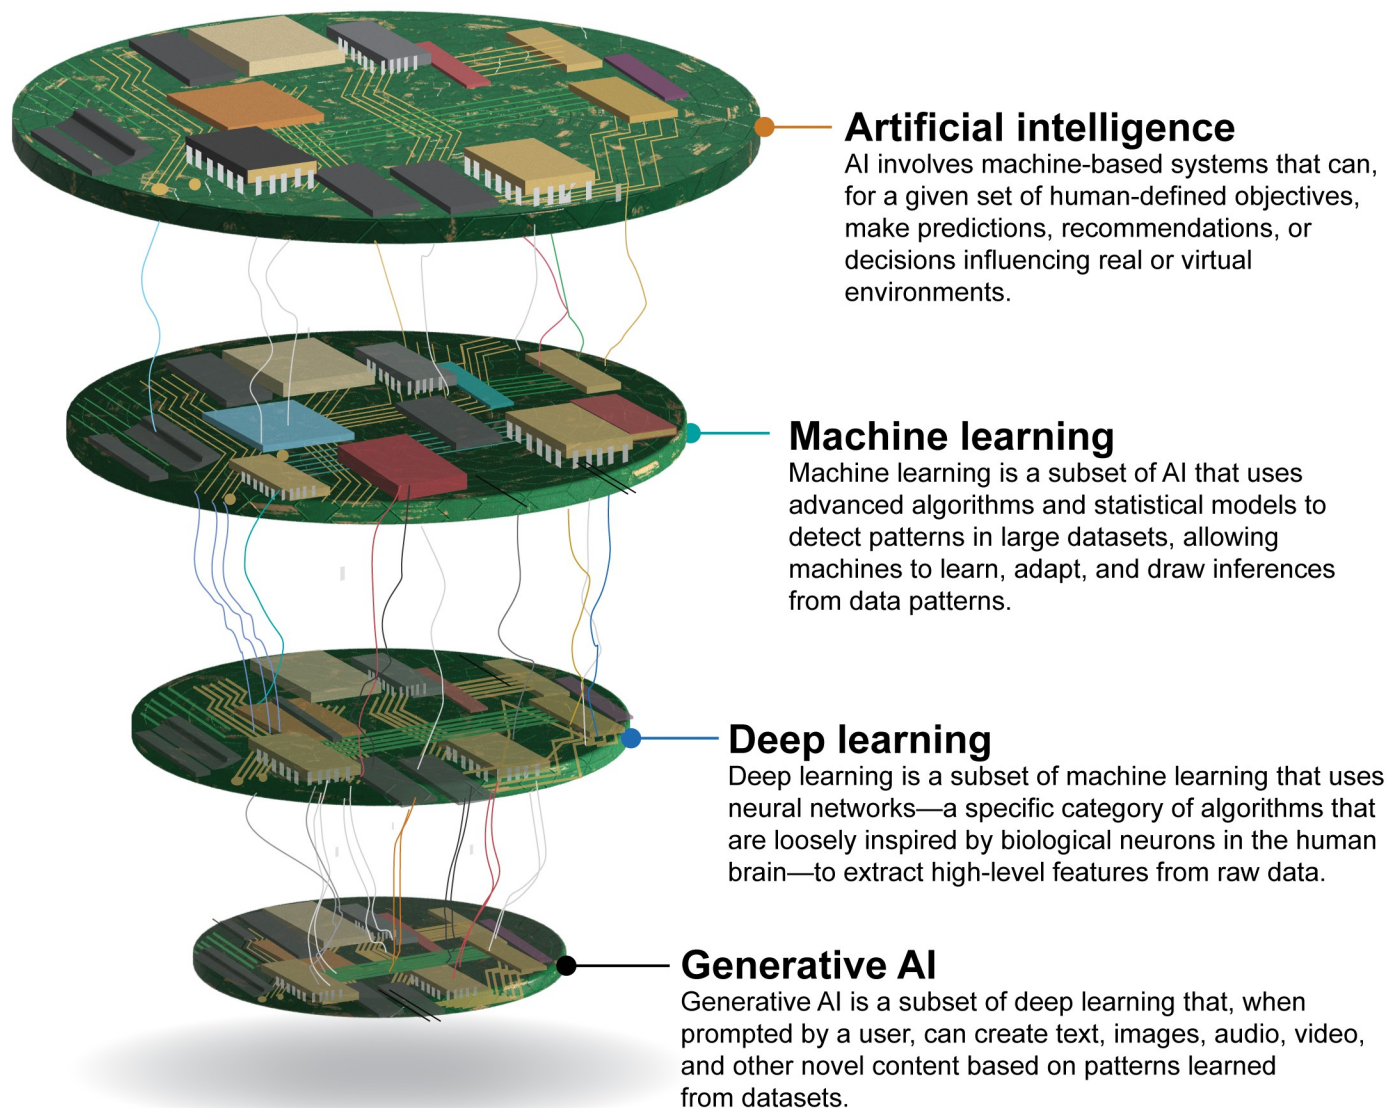 Artificial intelligence
AI involves machine-based systems that can,
for a given set of human-defined objectives,
make predictions, recommendations, or
decisions influencing real or virtual
environments.
Machine learning
Machine learning is a subset of AI that uses
advanced algorithms and statistical models to
detect patterns in large datasets, allowing
machines to learn, adapt, and draw inferences
from data patterns.
Deep learning
Deep learning is a subset of machine learning that uses
neural networks—a specific category of algorithms that
are loosely inspired by biological neurons in the human
brain—to extract high-level features from raw data.
Generative AI
Generative AI is a subset of deep learning that, when
prompted by a user, can create text, images, audio, video,
and other novel content based on patterns learned
from datasets.